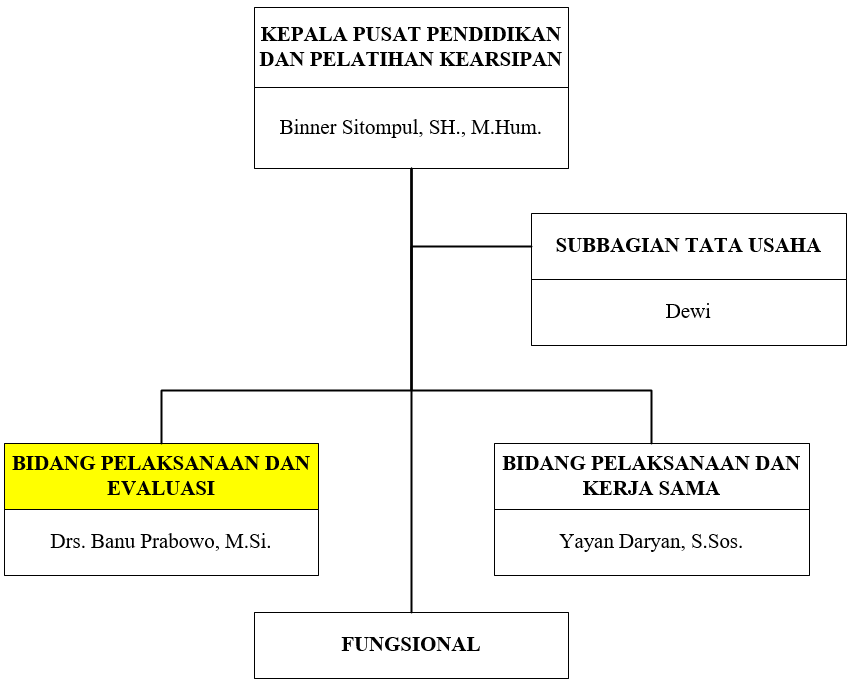 KEPALA PUSAT PENDIDIKAN
DAN PELATIHAN KEARSIPAN
Binner Sitompul, SH., M.Hum.
SUBBAGIAN TATA USAHA
Dewi
BIDANG PELAKSANAAN DAN
EVALUASI
Drs. Banu Prabowo, M.Si.
BIDANG PELAKSANAAN DAN
KERJA SAMA
Yayan Daryan, S.Sos.
FUNGSIONAL